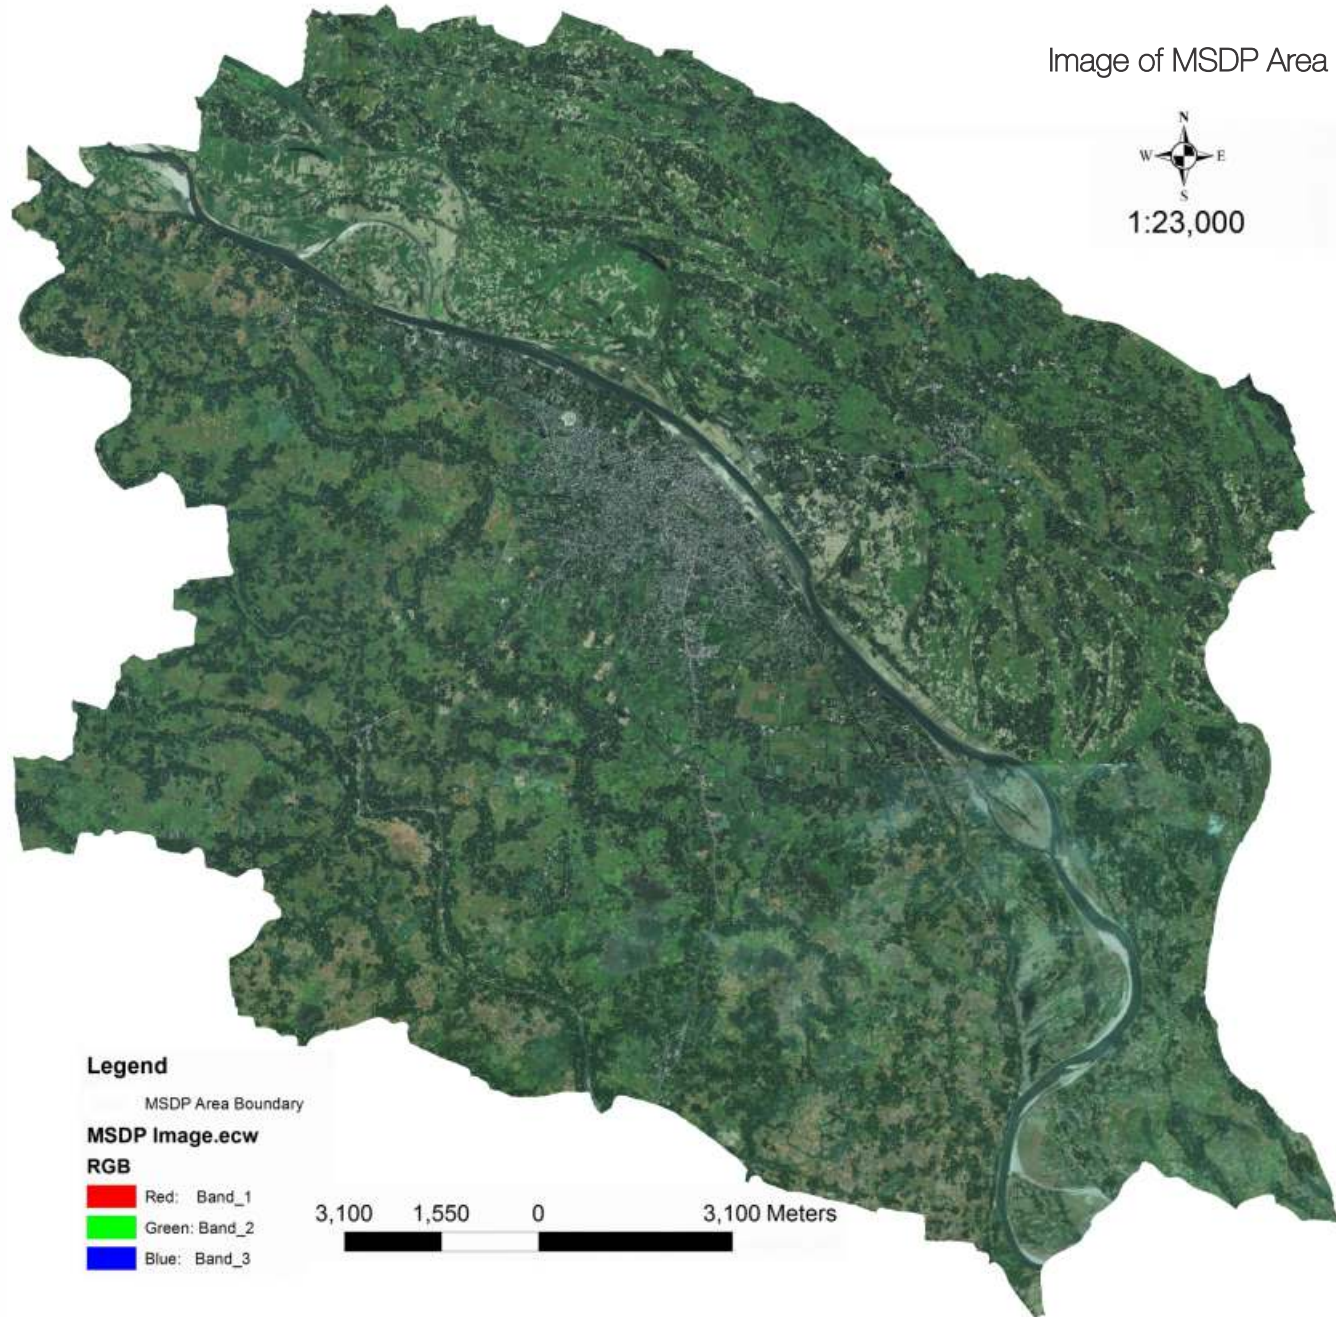 Image of MSDP Area
N
W E
S
1:23,000
Legend
MSDP Area Boundary
MSDP Image.ecw
RGB
Red: Band_1
Green: Band_2
Blue: Band_3
3,100 1,550 0 3,100 Meters